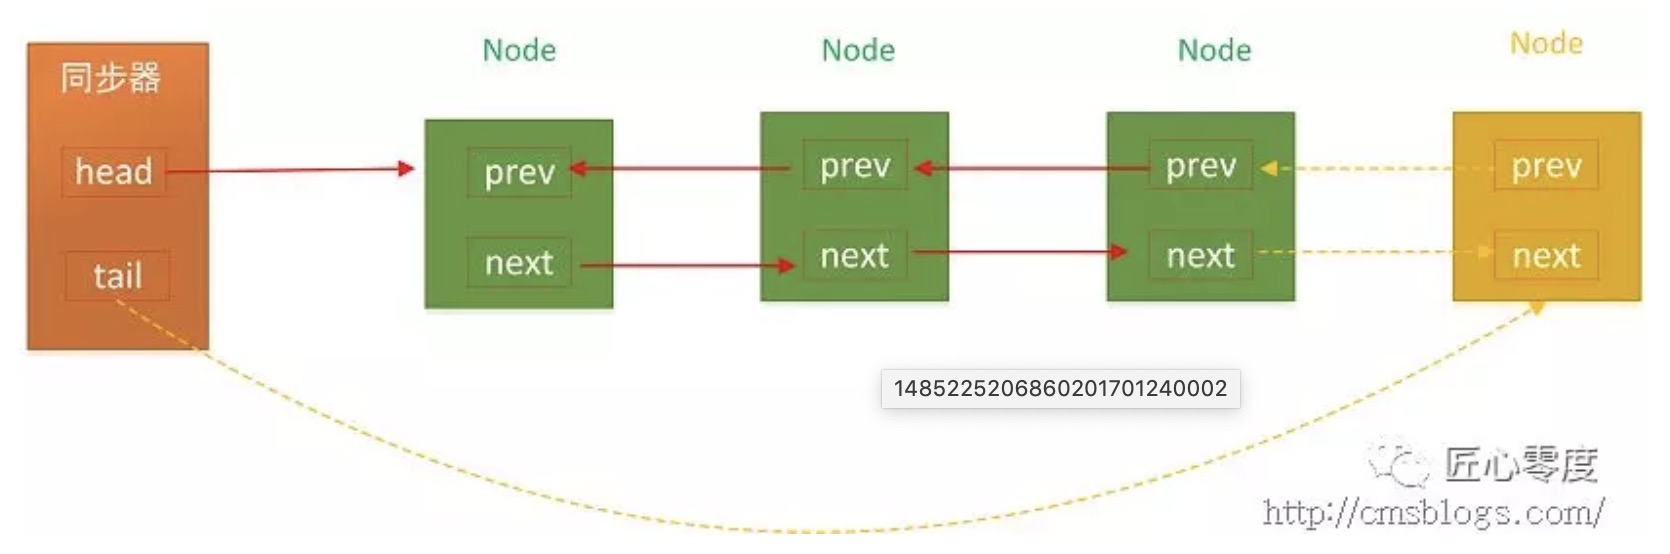 同步器
head
tail
Node
prev
next
Node
prev
next
Node
prev
next
Node
prev
next
1485225206860201701240002
匠心零度
http://cmsblogs.com/